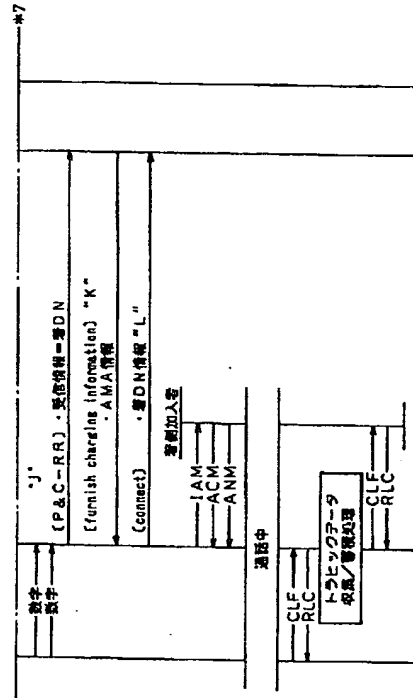 *7
"J"
(P&C-RR)・受信情報=着DN
(furnish charging information) "K"
・AMA情報
(connect)・着DN情報 "L"
数字
数字
着側加入者
IAM
ACM
ANM
通話中
CLF
RLC
トラヒックデータ
収集/蓄積処理
CLF
RLC